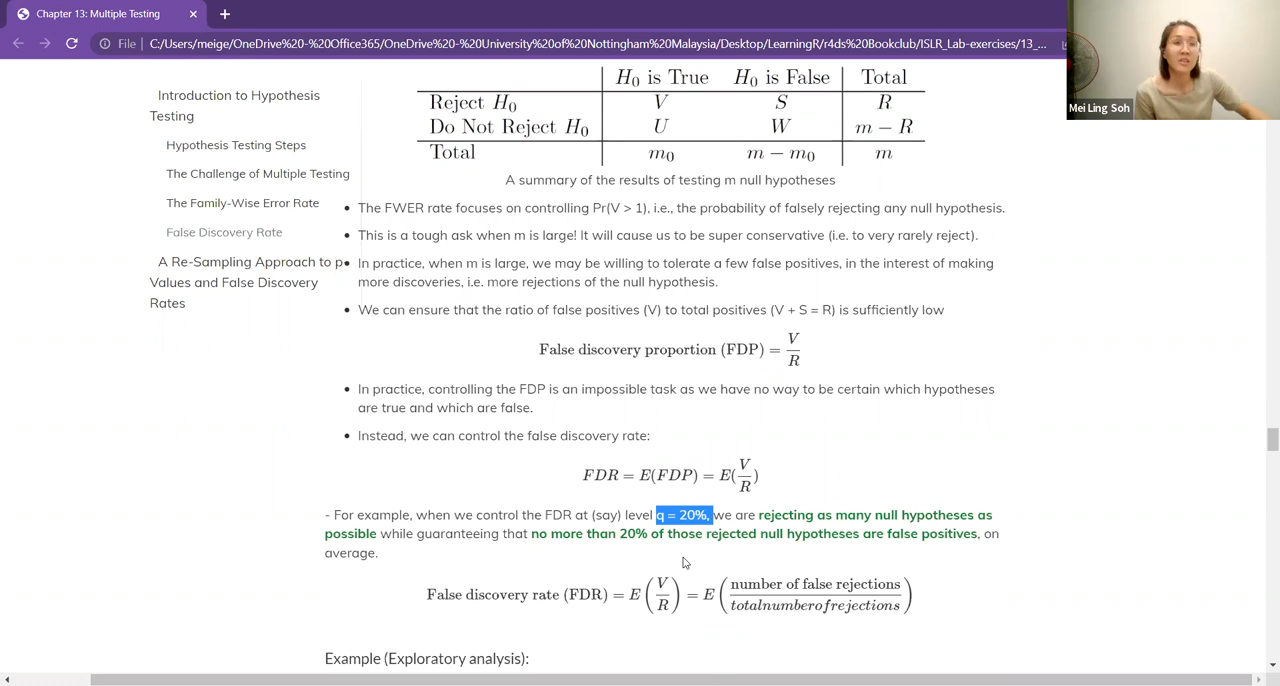 Chapter 13: Multiple Testing
File C:/Users/meige/OneDrive%20-%20Office365/OneDrive%20-%20University%20of%20Nottingham%20Malaysia/Desktop/LearningR/r4ds%20Bookclub/ISLR_Lab-exercises/13_...
Mei Ling Soh
Introduction to Hypothesis
Testing
Hypothesis Testing Steps
The Challenge of Multiple Testing
The Family-Wise Error Rate
False Discovery Rate
A Re-Sampling Approach to p-
Values and False Discovery
Rates
H₀ is True H₀ is False Total
Reject H₀ V S R
Do Not Reject H₀ U W m − R
Total m₀ m − m₀ m
A summary of the results of testing m null hypotheses
• The FWER rate focuses on controlling Pr(V > 1), i.e., the probability of falsely rejecting any null hypothesis.
• This is a tough ask when m is large! It will cause us to be super conservative (i.e. to very rarely reject).
• In practice, when m is large, we may be willing to tolerate a few false positives, in the interest of making
more discoveries, i.e. more rejections of the null hypothesis.
• We can ensure that the ratio of false positives (V) to total positives (V + S = R) is sufficiently low
False discovery proportion (FDP) = V/R
• In practice, controlling the FDP is an impossible task as we have no way to be certain which hypotheses
are true and which are false.
• Instead, we can control the false discovery rate:
FDR = E(FDP) = E(V/R)
- For example, when we control the FDR at (say) level q = 20%, we are rejecting as many null hypotheses as
possible while guaranteeing that no more than 20% of those rejected null hypotheses are false positives, on
average.
False discovery rate (FDR) = E(V/R) = E(number of false rejections/totalnumberofrejections)
Example (Exploratory analysis):